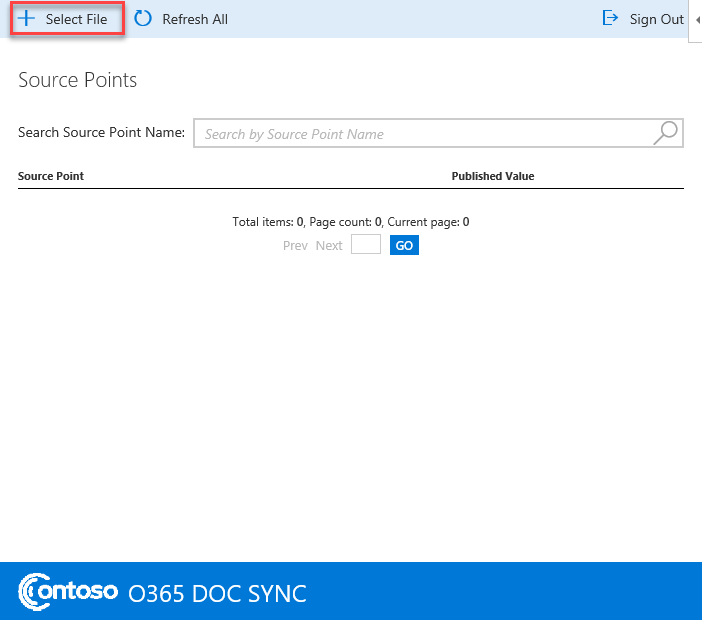 Select File Refresh All Sign Out
Source Points
Search Source Point Name: Search by Source Point Name
Source Point Published Value
Total items: 0, Page count: 0, Current page: 0
Prev Next GO
Contoso O365 DOC SYNC